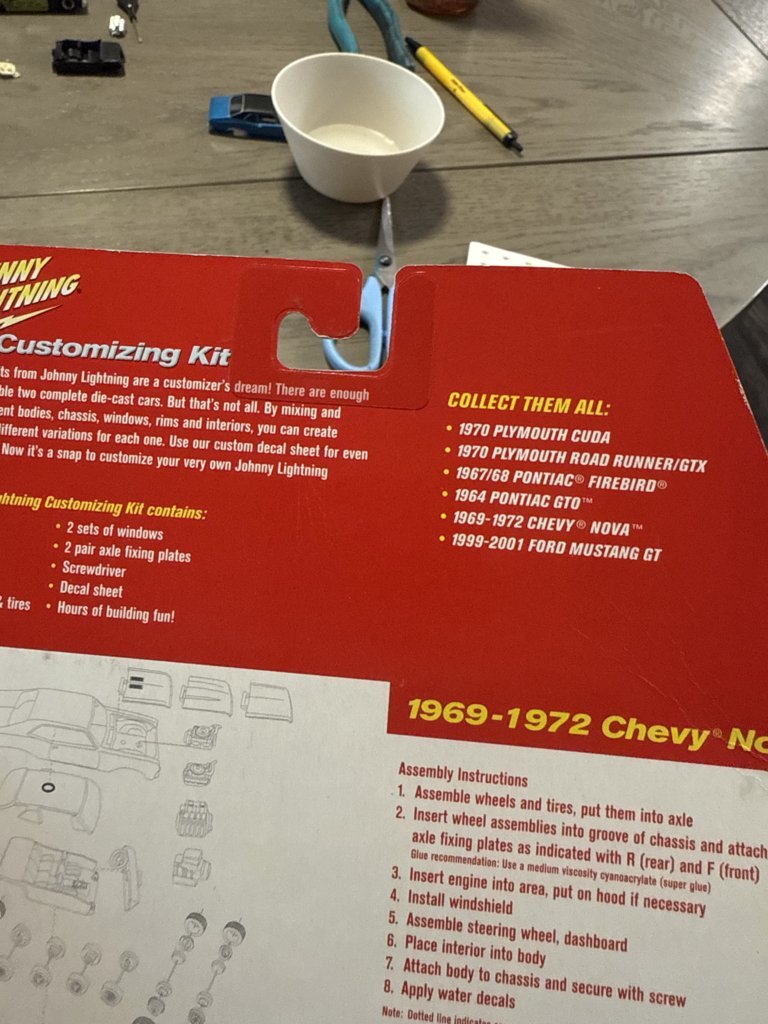 NNY
HTNING
Customizing Kit
ts from Johnny Lightning are a customizer's dream! There are enough
ble two complete die-cast cars. But that's not all. By mixing and
ent bodies, chassis, windows, rims and interiors, you can create
ifferent variations for each one. Use our custom decal sheet for even
Now it's a snap to customize your very own Johnny Lightning
ghtning Customizing Kit contains:
• 2 sets of windows
• 2 pair axle fixing plates
• Screwdriver
• Decal sheet
& tires • Hours of building fun!
COLLECT THEM ALL:
• 1970 PLYMOUTH CUDA
• 1970 PLYMOUTH ROAD RUNNER/GTX
• 1967/68 PONTIAC® FIREBIRD®
• 1964 PONTIAC GTO™
• 1969-1972 CHEVY® NOVA™
• 1999-2001 FORD MUSTANG GT
1969-1972 Chevy® No
Assembly Instructions
1. Assemble wheels and tires, put them into axle
2. Insert wheel assemblies into groove of chassis and attach
axle fixing plates as indicated with R (rear) and F (front)
Glue recommendation: Use a medium viscosity cyanoacrylate (super glue)
3. Insert engine into area, put on hood if necessary
4. Install windshield
5. Assemble steering wheel, dashboard
6. Place interior into body
7. Attach body to chassis and secure with screw
8. Apply water decals
Note: Dotted line indicates